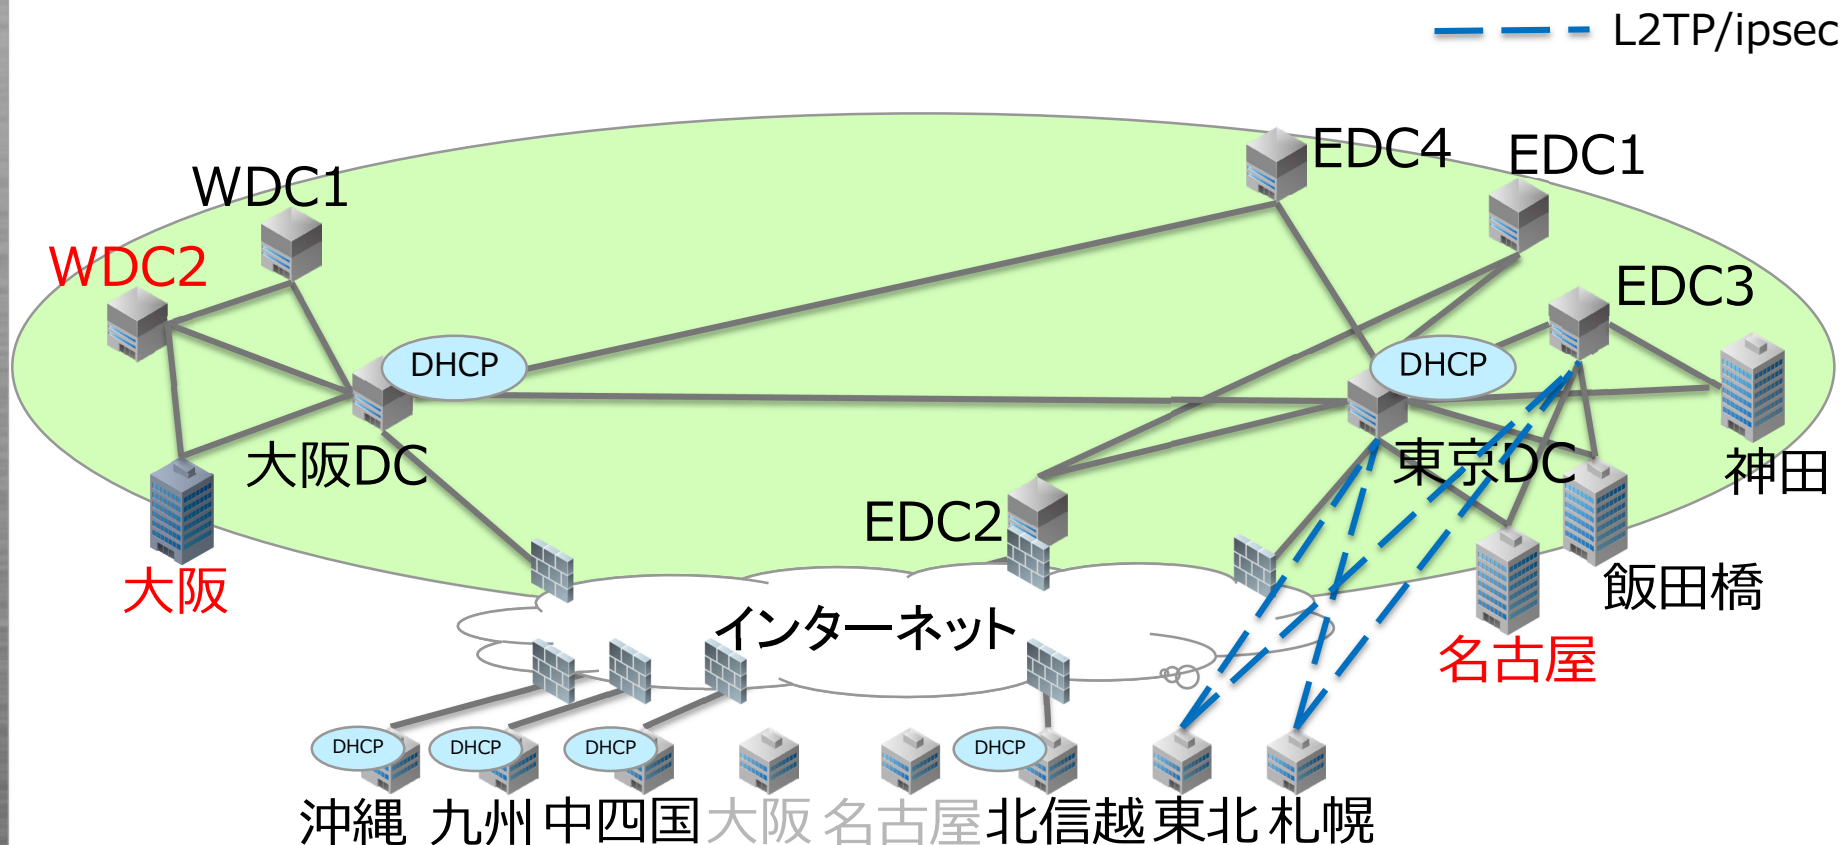 L2TP/ipsec
EDC4
EDC1
WDC1
WDC2
EDC3
DHCP
DHCP
大阪DC
東京DC
神田
EDC2
大阪
飯田橋
インターネット
名古屋
DHCP
DHCP
DHCP
DHCP
沖縄
九州
中四国
大阪
名古屋
北信越
東北
札幌